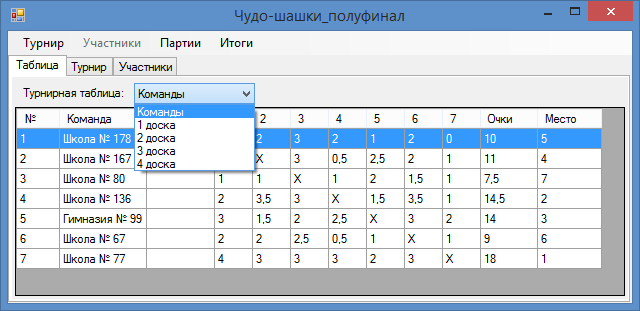 Чудо-шашки_полуфинал
Турнир Участники Партии Итоги
Таблица Турнир Участники
Турнирная таблица: Команды
Команды
1 доска
2 доска
3 доска
4 доска
№ Команда 2 3 4 5 6 7 Очки Место
1 Школа № 178 2 3 2 1 2 0 10 5
2 Школа № 167 X 3 0,5 2,5 2 1 11 4
3 Школа № 80 1 1 X 1 2 1,5 1 7,5 7
4 Школа № 136 2 3,5 3 X 1,5 3,5 1 14,5 2
5 Гимназия № 99 3 1,5 2 2,5 X 3 2 14 3
6 Школа № 67 2 2 2,5 0,5 1 X 1 9 6
7 Школа № 77 4 3 3 3 2 3 X 18 1